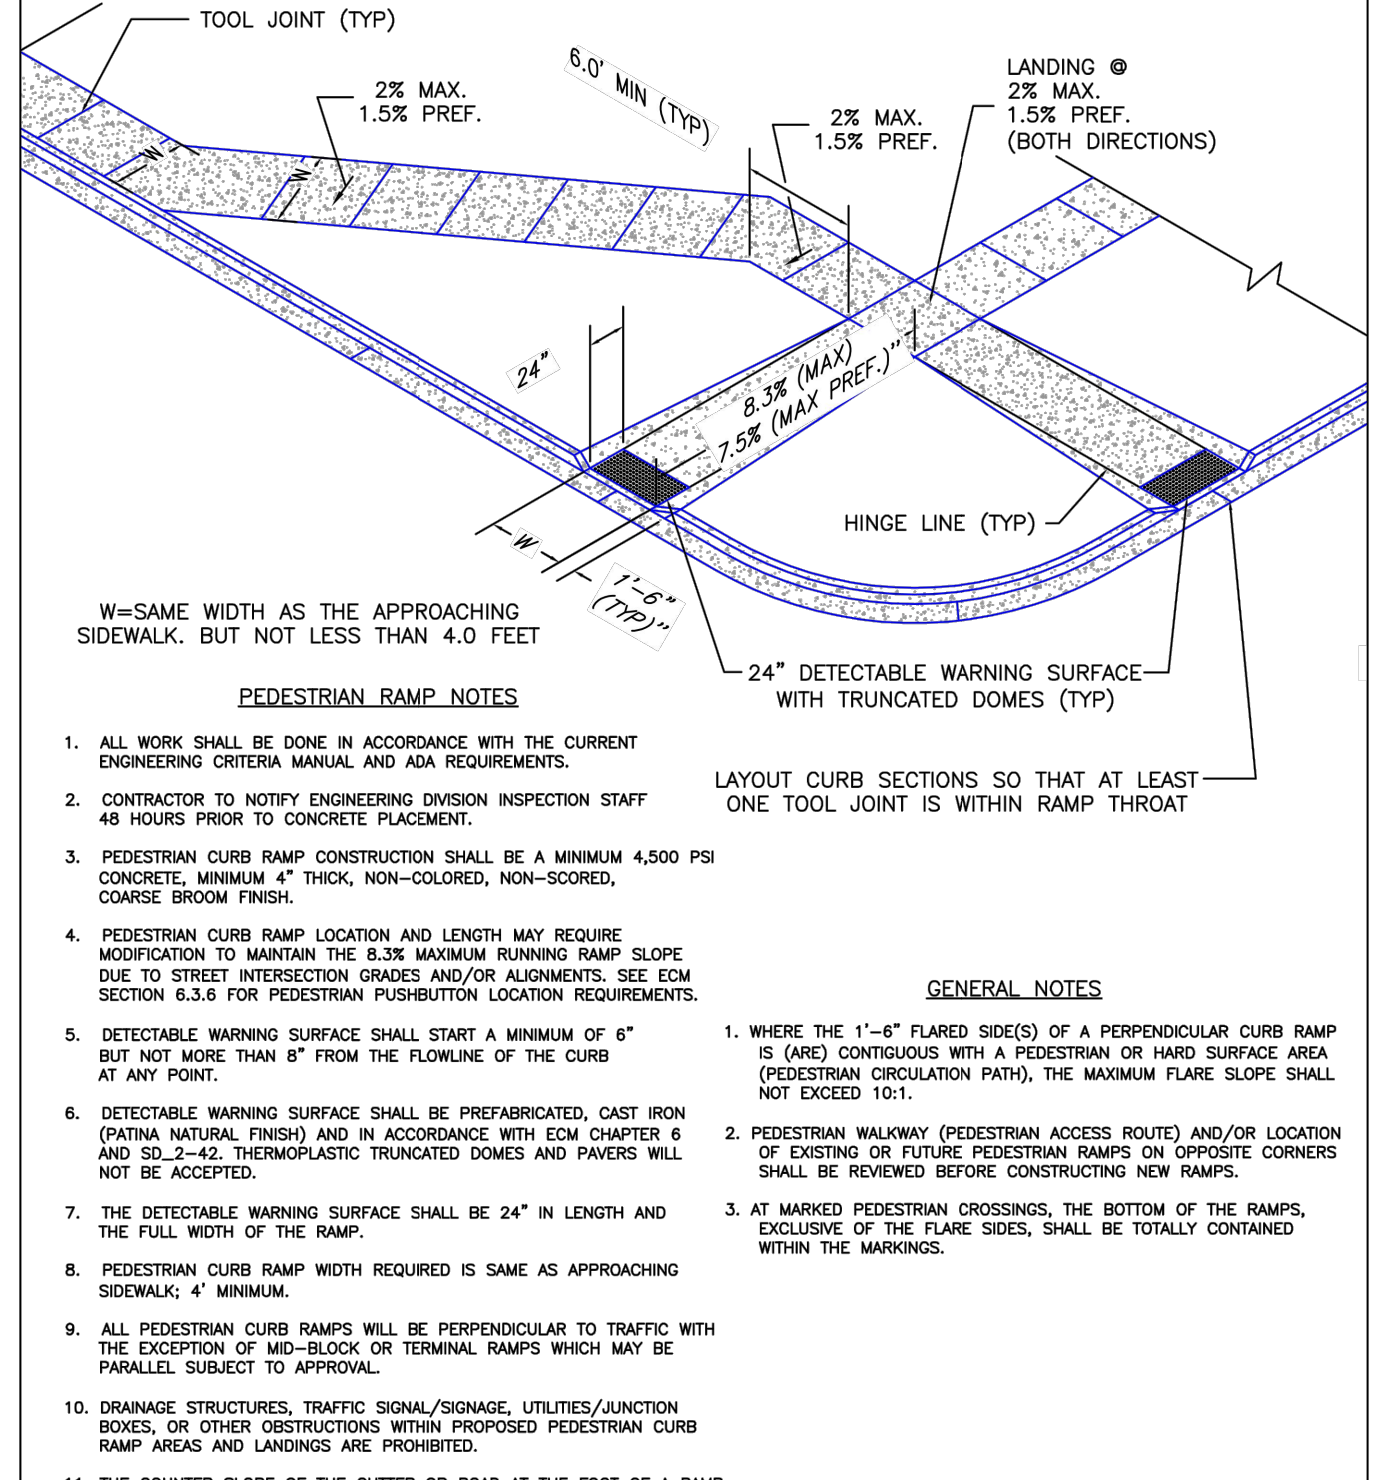 TOOL JOINT (TYP)
2% MAX.
1.5% PREF.
6.0' MIN (TYP)
2% MAX.
1.5% PREF.
LANDING @
2% MAX.
1.5% PREF.
(BOTH DIRECTIONS)
W
W
24"
8.3% (MAX)
7.5% (MAX PREF.)"
HINGE LINE (TYP)
W
1'-6"
(TYP)"
W=SAME WIDTH AS THE APPROACHING
SIDEWALK. BUT NOT LESS THAN 4.0 FEET
24" DETECTABLE WARNING SURFACE
WITH TRUNCATED DOMES (TYP)
LAYOUT CURB SECTIONS SO THAT AT LEAST
ONE TOOL JOINT IS WITHIN RAMP THROAT
PEDESTRIAN RAMP NOTES
1. ALL WORK SHALL BE DONE IN ACCORDANCE WITH THE CURRENT
ENGINEERING CRITERIA MANUAL AND ADA REQUIREMENTS.
2. CONTRACTOR TO NOTIFY ENGINEERING DIVISION INSPECTION STAFF
48 HOURS PRIOR TO CONCRETE PLACEMENT.
3. PEDESTRIAN CURB RAMP CONSTRUCTION SHALL BE A MINIMUM 4,500 PSI
CONCRETE, MINIMUM 4" THICK, NON-COLORED, NON-SCORED,
COARSE BROOM FINISH.
4. PEDESTRIAN CURB RAMP LOCATION AND LENGTH MAY REQUIRE
MODIFICATION TO MAINTAIN THE 8.3% MAXIMUM RUNNING RAMP SLOPE
DUE TO STREET INTERSECTION GRADES AND/OR ALIGNMENTS. SEE ECM
SECTION 6.3.6 FOR PEDESTRIAN PUSHBUTTON LOCATION REQUIREMENTS.
5. DETECTABLE WARNING SURFACE SHALL START A MINIMUM OF 6"
BUT NOT MORE THAN 8" FROM THE FLOWLINE OF THE CURB
AT ANY POINT.
6. DETECTABLE WARNING SURFACE SHALL BE PREFABRICATED, CAST IRON
(PATINA NATURAL FINISH) AND IN ACCORDANCE WITH ECM CHAPTER 6
AND SD_2-42. THERMOPLASTIC TRUNCATED DOMES AND PAVERS WILL
NOT BE ACCEPTED.
7. THE DETECTABLE WARNING SURFACE SHALL BE 24" IN LENGTH AND
THE FULL WIDTH OF THE RAMP.
8. PEDESTRIAN CURB RAMP WIDTH REQUIRED IS SAME AS APPROACHING
SIDEWALK; 4' MINIMUM.
9. ALL PEDESTRIAN CURB RAMPS WILL BE PERPENDICULAR TO TRAFFIC WITH
THE EXCEPTION OF MID-BLOCK OR TERMINAL RAMPS WHICH MAY BE
PARALLEL SUBJECT TO APPROVAL.
10. DRAINAGE STRUCTURES, TRAFFIC SIGNAL/SIGNAGE, UTILITIES/JUNCTION
BOXES, OR OTHER OBSTRUCTIONS WITHIN PROPOSED PEDESTRIAN CURB
RAMP AREAS AND LANDINGS ARE PROHIBITED.
11. THE COUNTER SLOPE OF THE GUTTER OR ROAD AT THE FOOT OF A RAMP
GENERAL NOTES
1. WHERE THE 1'-6" FLARED SIDE(S) OF A PERPENDICULAR CURB RAMP
IS (ARE) CONTIGUOUS WITH A PEDESTRIAN OR HARD SURFACE AREA
(PEDESTRIAN CIRCULATION PATH), THE MAXIMUM FLARE SLOPE SHALL
NOT EXCEED 10:1.
2. PEDESTRIAN WALKWAY (PEDESTRIAN ACCESS ROUTE) AND/OR LOCATION
OF EXISTING OR FUTURE PEDESTRIAN RAMPS ON OPPOSITE CORNERS
SHALL BE REVIEWED BEFORE CONSTRUCTING NEW RAMPS.
3. AT MARKED PEDESTRIAN CROSSINGS, THE BOTTOM OF THE RAMPS,
EXCLUSIVE OF THE FLARE SIDES, SHALL BE TOTALLY CONTAINED
WITHIN THE MARKINGS.